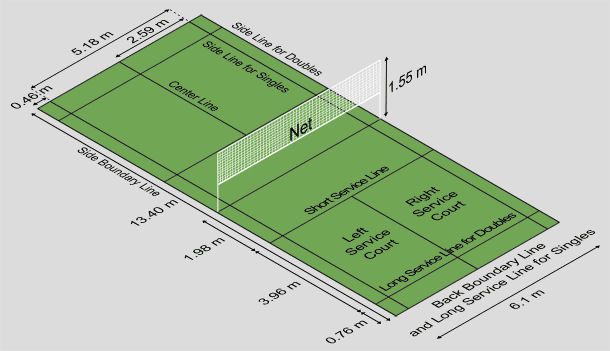 5.18 m
2.59 m
0.46 m
Side Line for Doubles
Side Line for Singles
Center Line
1.55 m
Net
Side Boundary Line
13.40 m
1.98 m
3.96 m
0.76 m
Short Service Line
Right
Service
Court
Left
Service
Court
Long Service Line for Doubles
Back Boundary Line
and Long Service Line for Singles
6.1 m